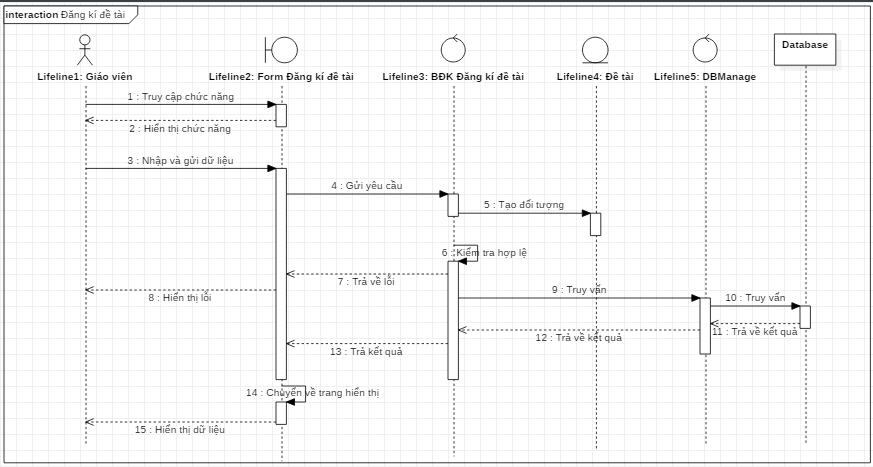 interaction Đăng kí đề tài
Database
Lifeline1: Giáo viên
Lifeline2: Form Đăng kí đề tài
Lifeline3: BĐK Đăng kí đề tài
Lifeline4: Đề tài
Lifeline5: DBManage
1 : Truy cập chức năng
2 : Hiển thị chức năng
3 : Nhập và gửi dữ liệu
4 : Gửi yêu cầu
5 : Tạo đối tượng
6 : Kiểm tra hợp lệ
7 : Trả về lỗi
8 : Hiển thị lỗi
9 : Truy vấn
10 : Truy vấn
11 : Trả về kết quả
12 : Trả về kết quả
13 : Trả kết quả
14 : Chuyển về trang hiển thị
15 : Hiển thị dữ liệu